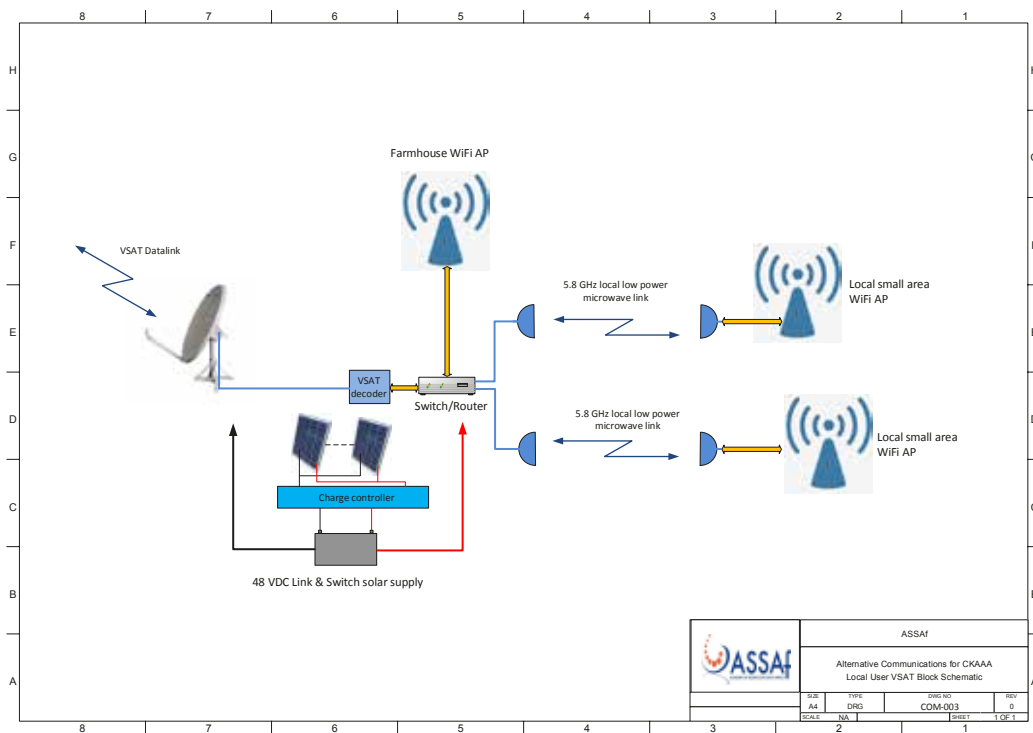 8 7 6 5 4 3 2 1
H
G
F
E
D
C
B
A
Farmhouse WiFi AP
VSAT Datalink
5.8 GHz local low power
microwave link
Local small area
WiFi AP
VSAT
decoder
Switch/Router
5.8 GHz local low power
microwave link
Local small area
WiFi AP
Charge controller
48 VDC Link & Switch solar supply
ASSAf
ASSAf
Alternative Communications for CKAAA
Local User VSAT Block Schematic
SIZE TYPE DWG NO REV
A4 DRG COM-003 0
SCALE NA SHEET 1 OF 1
8 7 6 5 4 3 2 1